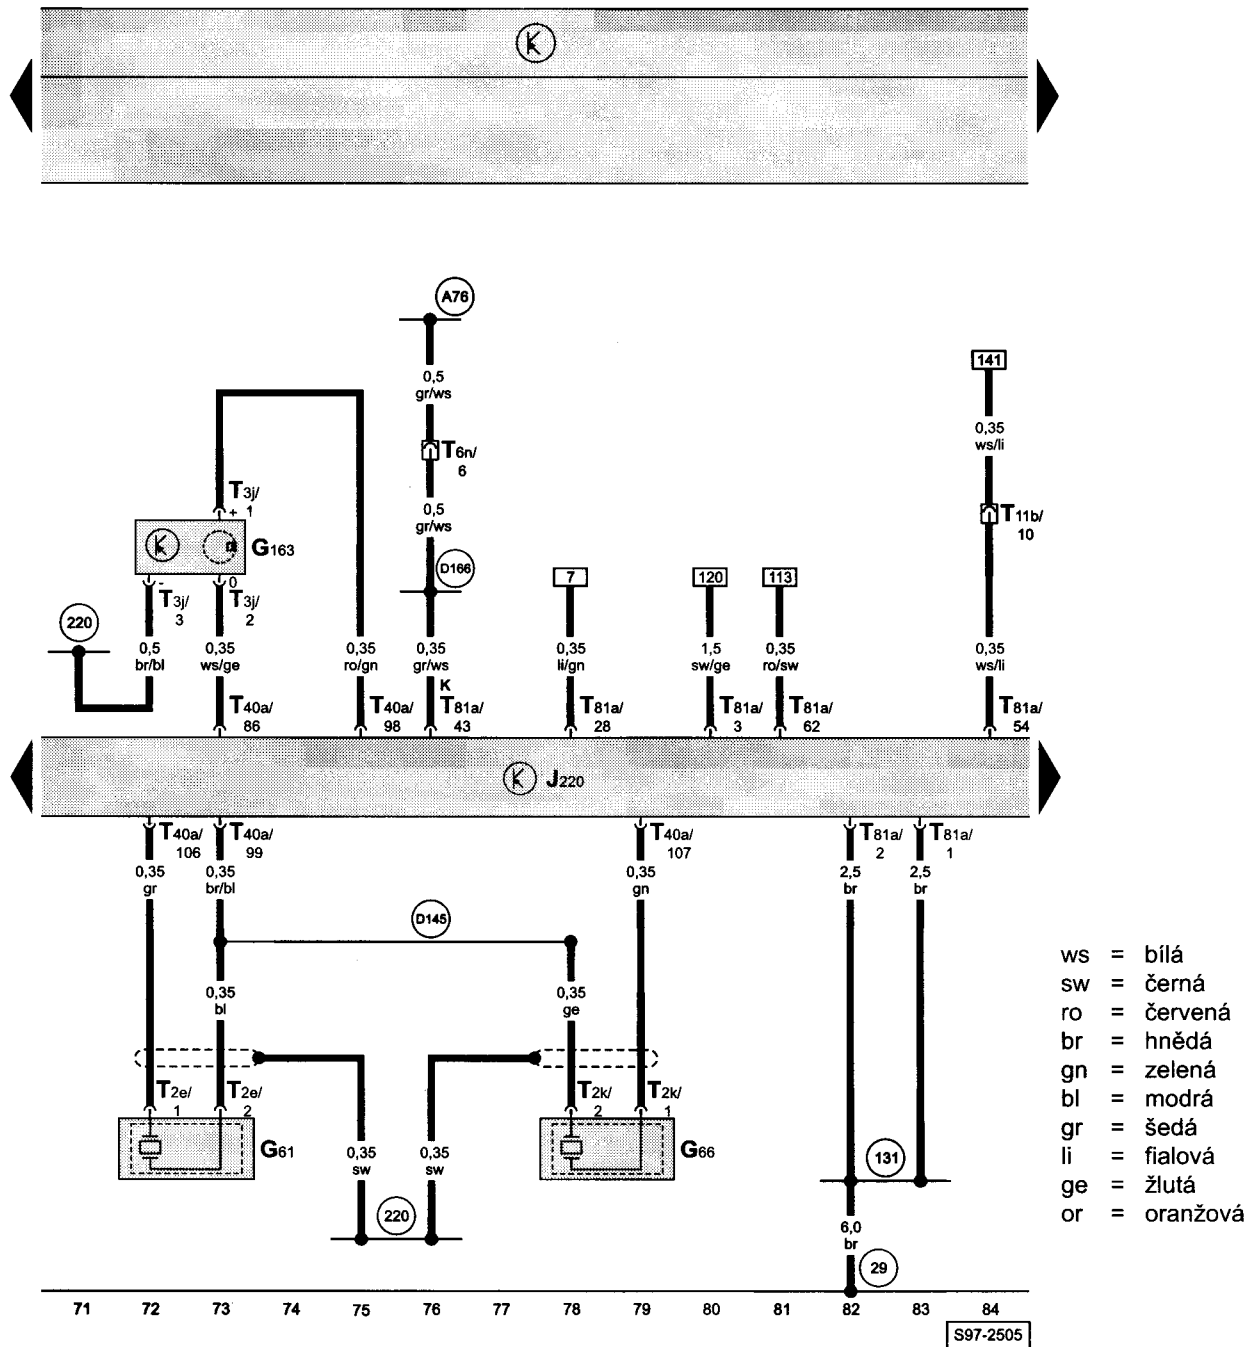 A76
141
0,5
gr/ws
0,35
ws/li
T6n/
6
T3j/
+ 1
0,5
gr/ws
T11b/
10
G163
D166
7
120
113
- 0
T3j/
3
T3j/
2
220
0,5
br/bl
0,35
ws/ge
0,35
ro/gn
0,35
gr/ws
0,35
li/gn
1,5
sw/ge
0,35
ro/sw
0,35
ws/li
K
T40a/
86
T40a/
98
T81a/
43
T81a/
28
T81a/
3
T81a/
62
T81a/
54
J220
T40a/
106
T40a/
99
T40a/
107
T81a/
2
T81a/
1
0,35
gr
0,35
br/bl
0,35
gn
2,5
br
2,5
br
D145
0,35
bl
0,35
ge
T2e/
1
T2e/
2
T2k/
2
T2k/
1
G61
G66
0,35
sw
0,35
sw
131
220
6,0
br
29
ws = bílá
sw = černá
ro = červená
br = hnědá
gn = zelená
bl = modrá
gr = šedá
li = fialová
ge = žlutá
or = oranžová
71 72 73 74 75 76 77 78 79 80 81 82 83 84
S97-2505